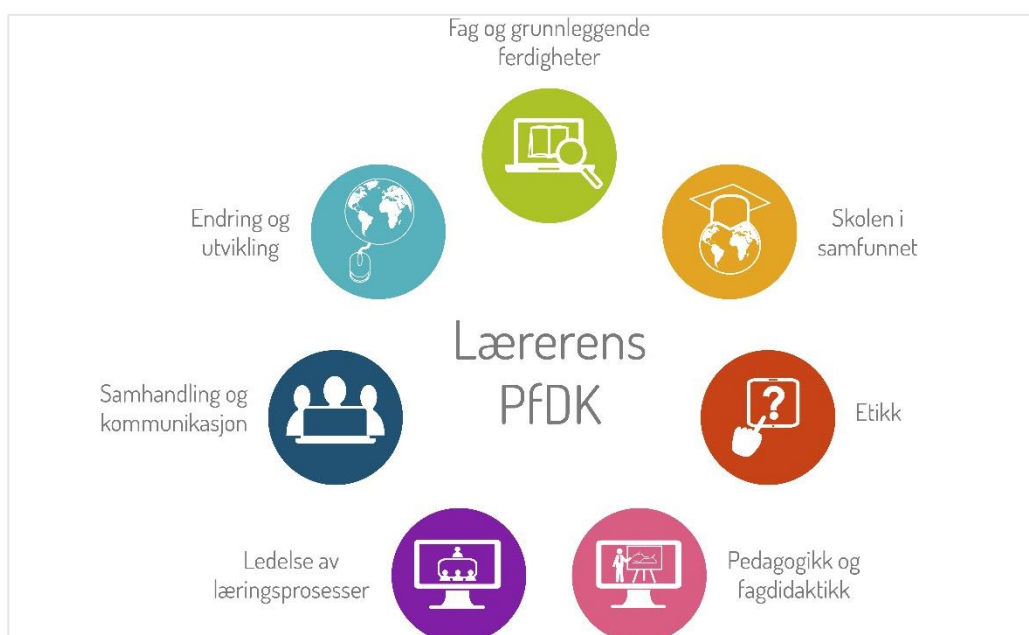 Fag og grunnleggende
ferdigheter
Endring og
utvikling
Skolen i
samfunnet
Lærerens
PfDK
Samhandling og
kommunikasjon
Etikk
?
Ledelse av
læringsprosesser
Pedagogikk og
fagdidaktikk